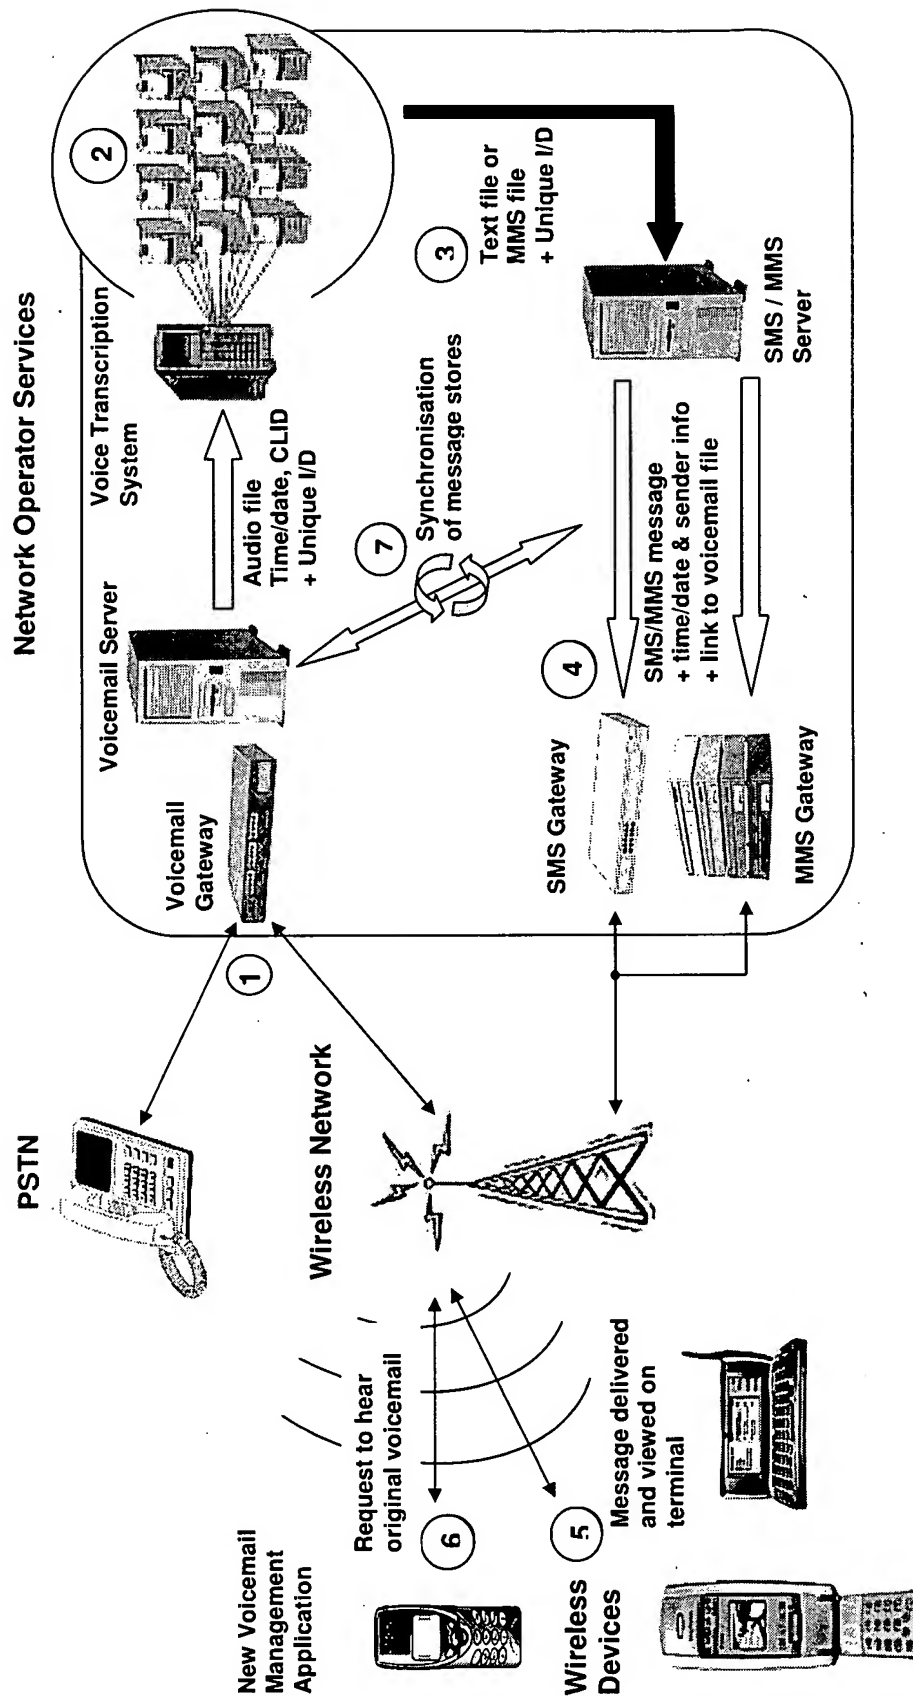 Network Operator Services
PSTN
Voicemail
Gateway
Voicemail Server
Voice Transcription
System
2
1
Audio file
Time/date, CLID
+ Unique I/D
Wireless Network
7
Synchronisation
of message stores
3
Text file or
MMS file
+ Unique I/D
New Voicemail
Management
Application
Request to hear
original voicemail
6
Wireless
Devices
5
Message delivered
and viewed on
terminal
SMS Gateway
4
SMS/MMS message
+ time/date & sender info
+ link to voicemail file
MMS Gateway
SMS / MMS
Server